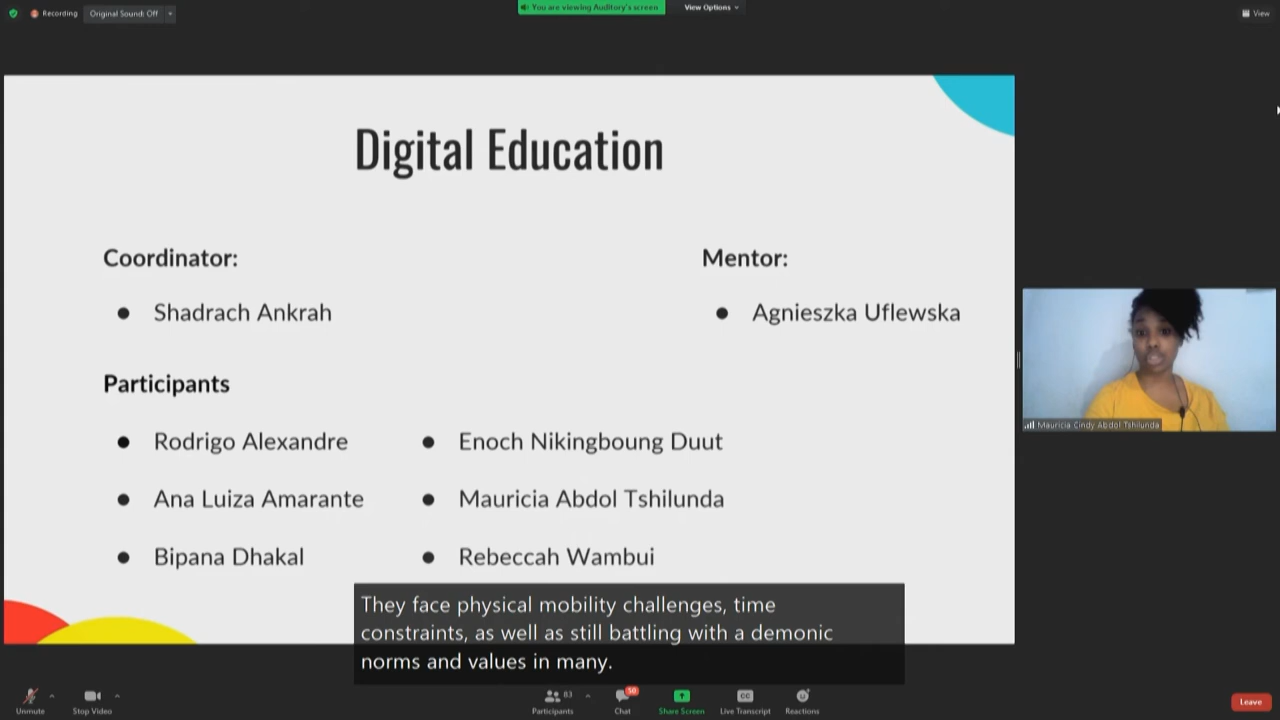 Recording
Original Sound: Off
You are viewing Auditory's screen
View Options
View
Digital Education
Coordinator:
Mentor:
Shadrach Ankrah
Agnieszka Uflewska
Participants
Rodrigo Alexandre
Enoch Nikingboung Duut
Ana Luiza Amarante
Mauricia Abdol Tshilunda
Bipana Dhakal
Rebeccah Wambui
Mauricia Cindy Abdol Tshilunda
They face physical mobility challenges, time
constraints, as well as still battling with a demonic
norms and values in many.
Unmute
Stop Video
Participants
83
Chat
50
Share Screen
CC
Live Transcript
Reactions
Leave